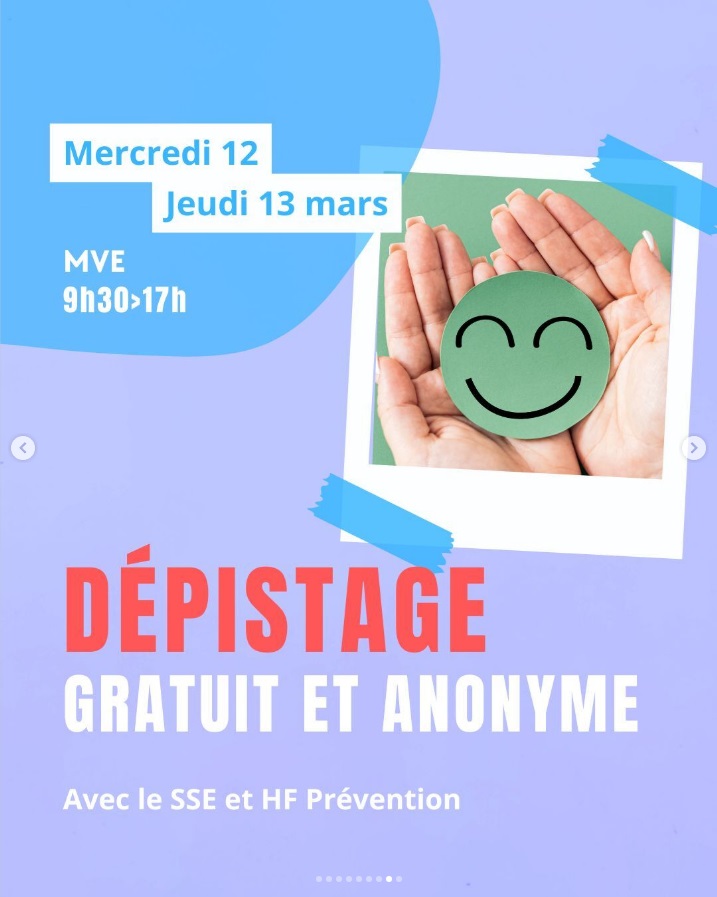 Mercredi 12
Jeudi 13 mars
MVE
9h30>17h
DÉPISTAGE
GRATUIT ET ANONYME
Avec le SSE et HF Prévention